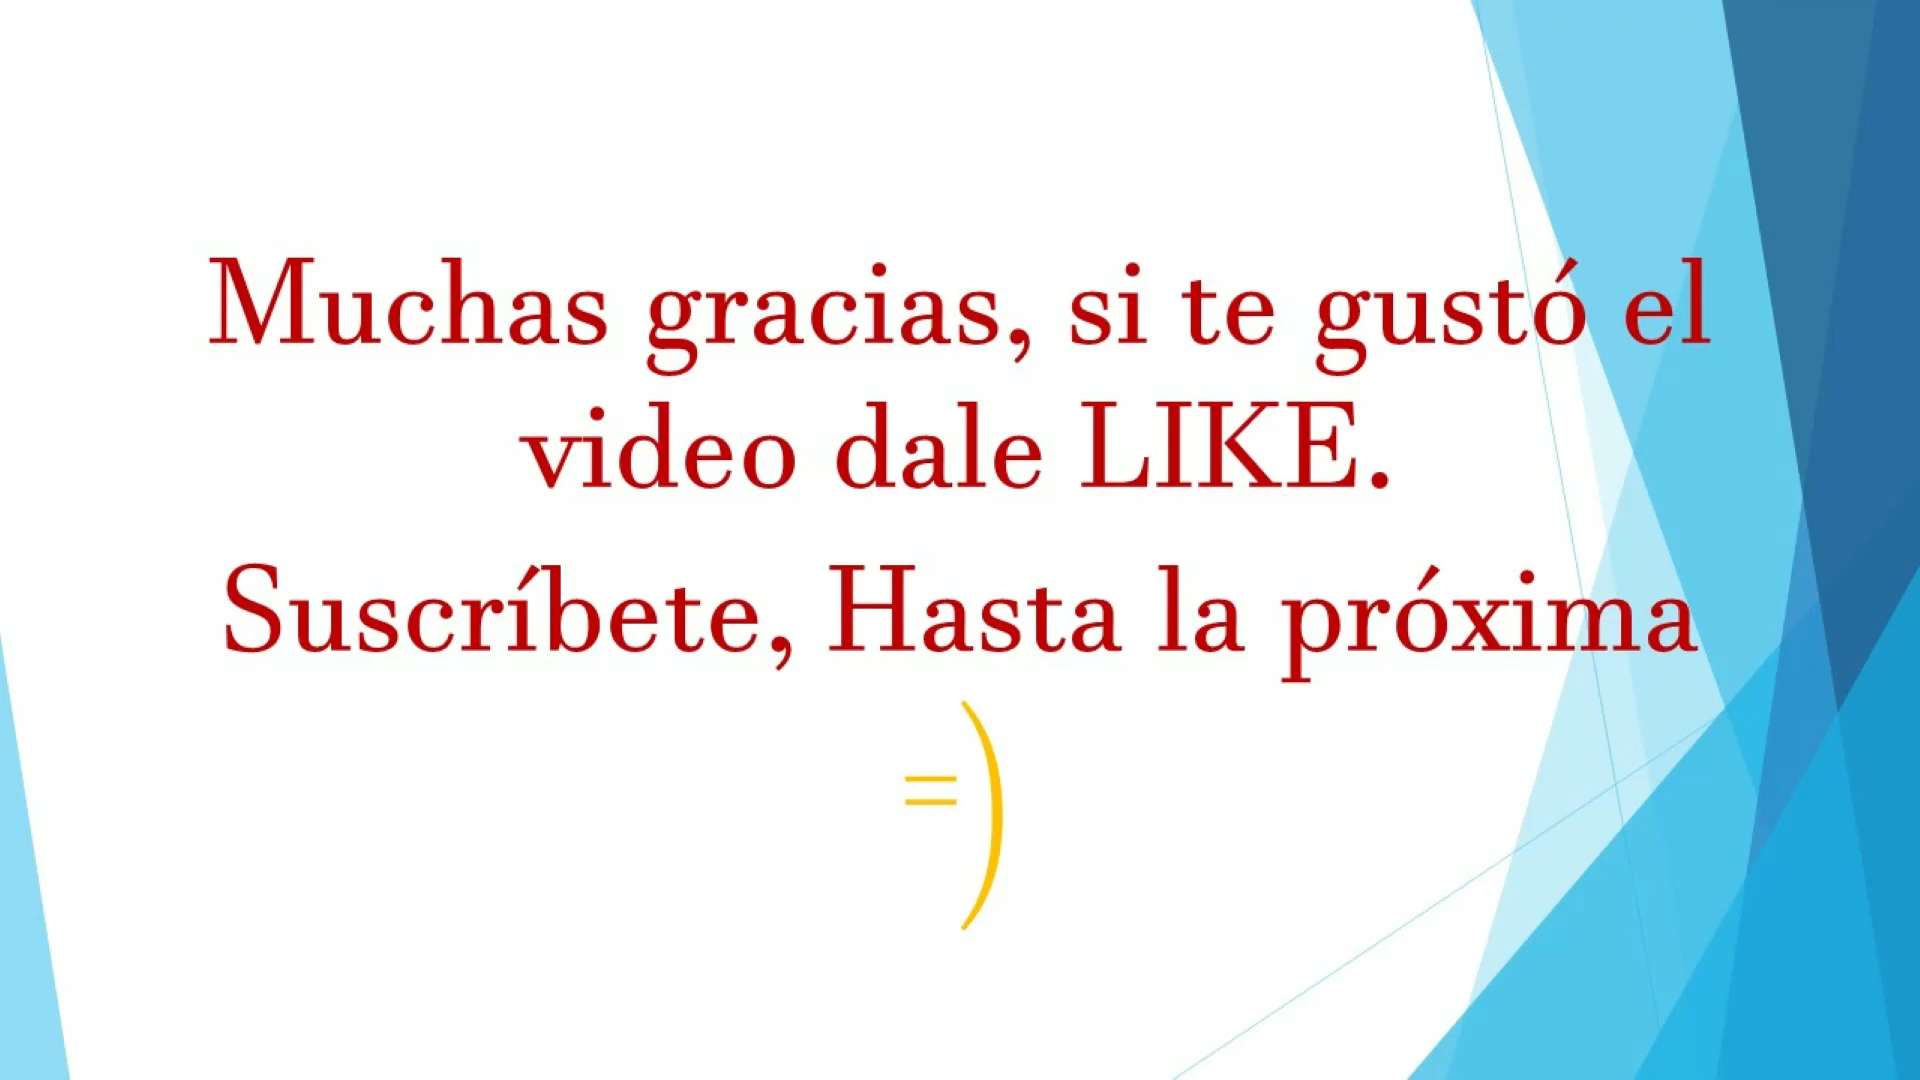 Muchas gracias, si te gustó el
video dale LIKE.
Suscríbete, Hasta la próxima
=)